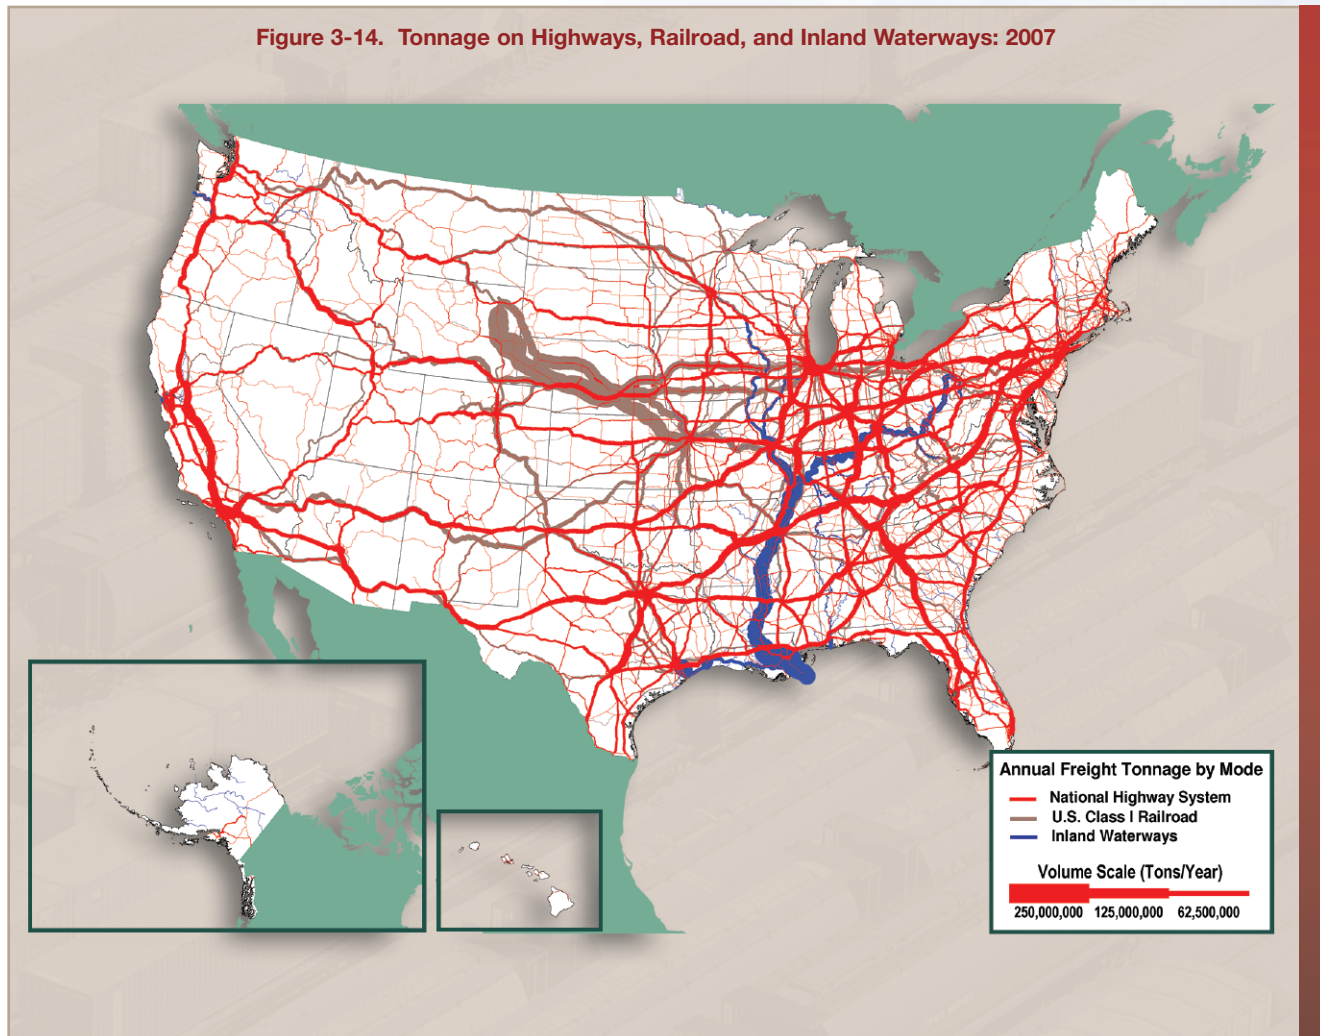 Figure 3-14. Tonnage on Highways, Railroad, and Inland Waterways: 2007
Annual Freight Tonnage by Mode
National Highway System
U.S. Class I Railroad
Inland Waterways
Volume Scale (Tons/Year)
250,000,000 125,000,000 62,500,000